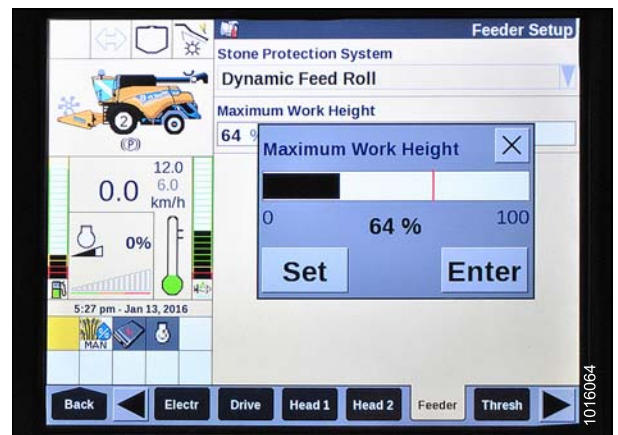 Feeder Setup
Stone Protection System
Dynamic Feed Roll
Maximum Work Height
64 %
Maximum Work Height
0
64 %
100
Set
Enter
2
(P)
12.0
0.0
6.0
km/h
0%
5:27 pm - Jan 13, 2016
MAN
Back
Electr
Drive
Head 1
Head 2
Feeder
Thresh
1016064